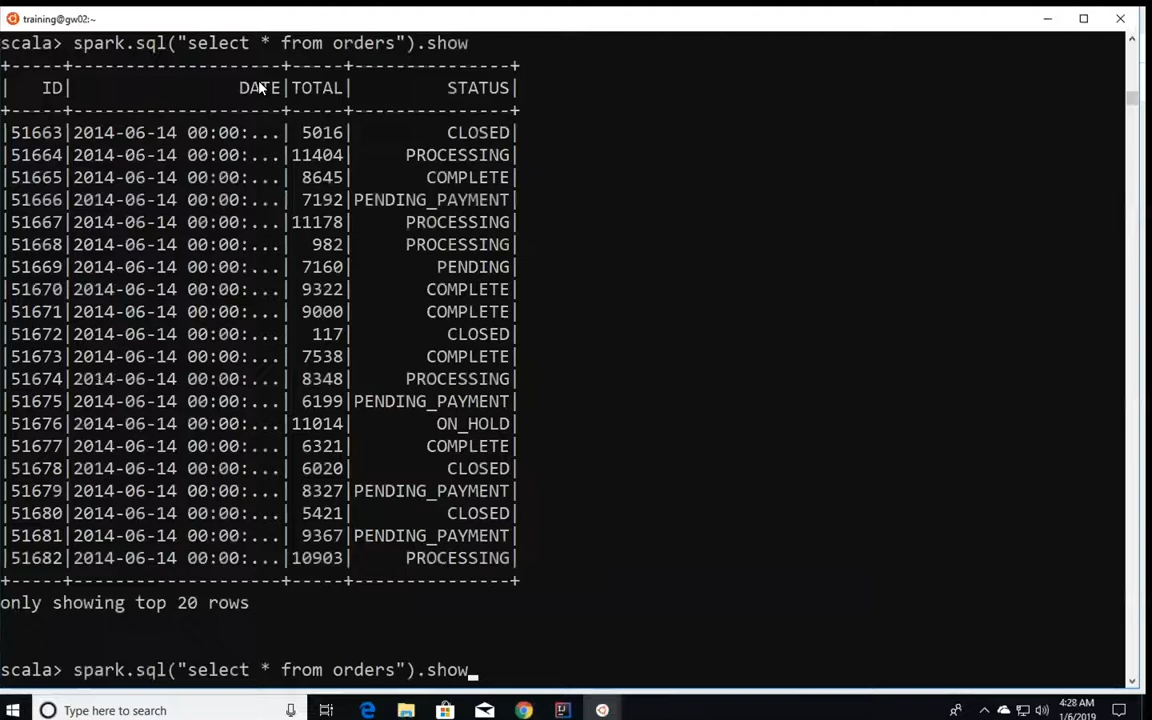 training@gw02:~
scala> spark.sql("select * from orders").show
+-----+--------------------+-----+---------------+
|   ID|                DATE|TOTAL|         STATUS|
+-----+--------------------+-----+---------------+
|51663|2014-06-14 00:00:...| 5016|         CLOSED|
|51664|2014-06-14 00:00:...|11404|     PROCESSING|
|51665|2014-06-14 00:00:...| 8645|       COMPLETE|
|51666|2014-06-14 00:00:...| 7192|PENDING_PAYMENT|
|51667|2014-06-14 00:00:...|11178|     PROCESSING|
|51668|2014-06-14 00:00:...|  982|     PROCESSING|
|51669|2014-06-14 00:00:...| 7160|        PENDING|
|51670|2014-06-14 00:00:...| 9322|       COMPLETE|
|51671|2014-06-14 00:00:...| 9000|       COMPLETE|
|51672|2014-06-14 00:00:...|  117|         CLOSED|
|51673|2014-06-14 00:00:...| 7538|       COMPLETE|
|51674|2014-06-14 00:00:...| 8348|     PROCESSING|
|51675|2014-06-14 00:00:...| 6199|PENDING_PAYMENT|
|51676|2014-06-14 00:00:...|11014|        ON_HOLD|
|51677|2014-06-14 00:00:...| 6321|       COMPLETE|
|51678|2014-06-14 00:00:...| 6020|         CLOSED|
|51679|2014-06-14 00:00:...| 8327|PENDING_PAYMENT|
|51680|2014-06-14 00:00:...| 5421|         CLOSED|
|51681|2014-06-14 00:00:...| 9367|PENDING_PAYMENT|
|51682|2014-06-14 00:00:...|10903|     PROCESSING|
+-----+--------------------+-----+---------------+
only showing top 20 rows
scala> spark.sql("select * from orders").show_
Type here to search
4:28 AM
1/6/2019